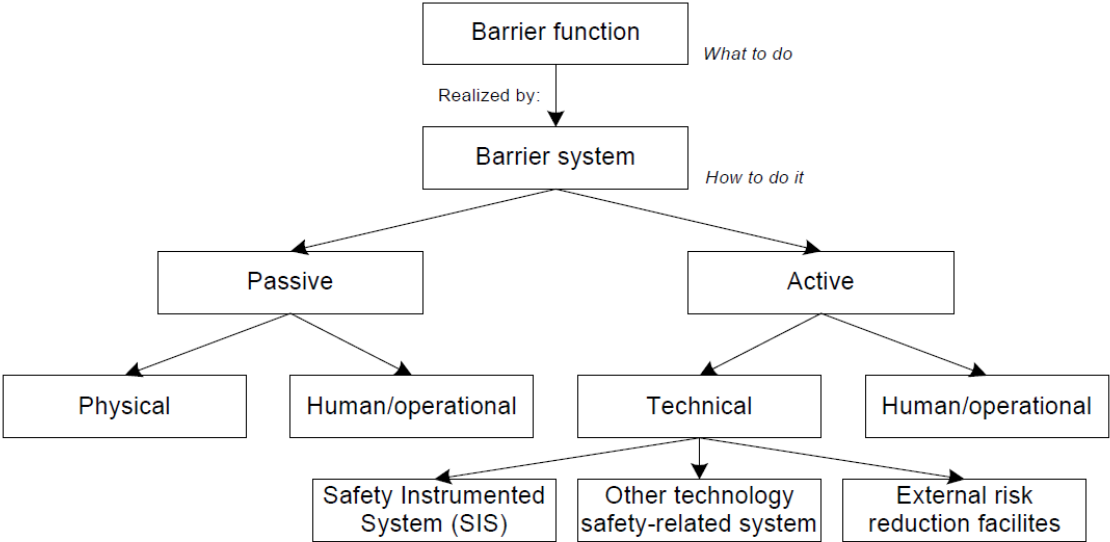 Barrier function
What to do
Realized by:
Barrier system
How to do it
Passive
Active
Physical
Human/operational
Technical
Human/operational
Safety Instrumented
System (SIS)
Other technology
safety-related system
External risk
reduction facilites